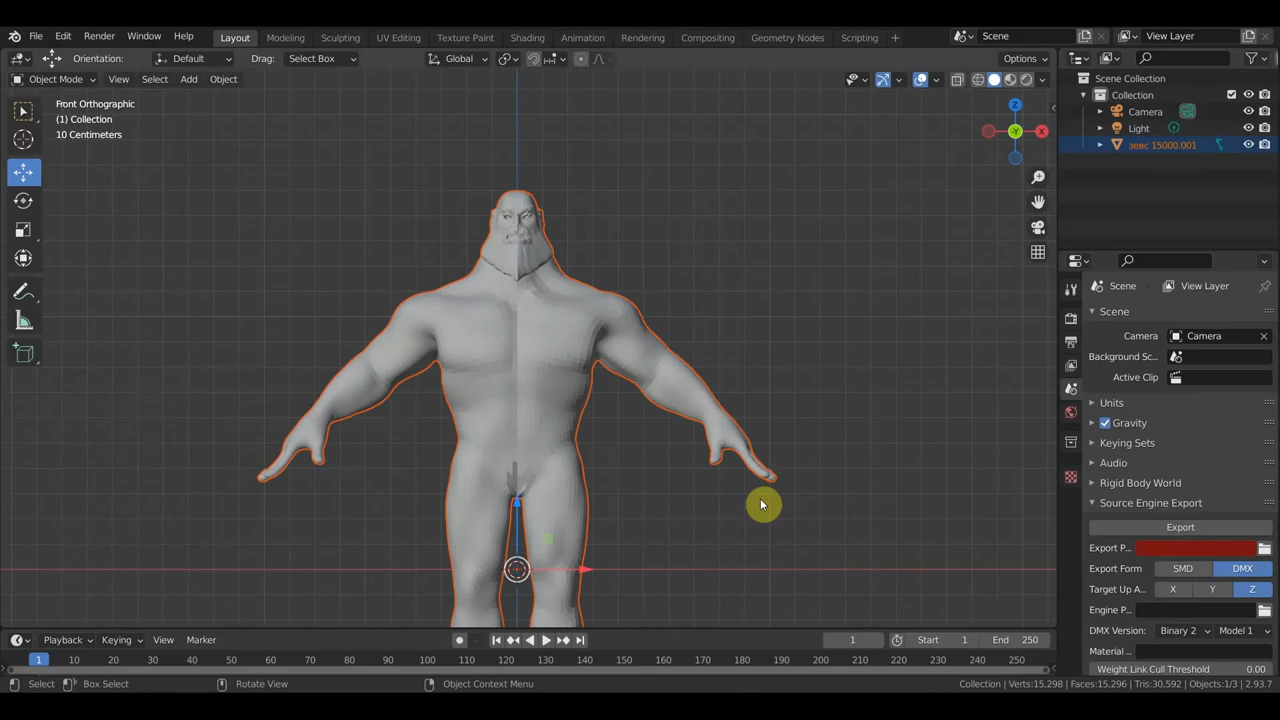 File Edit Render Window Help Layout Modeling Sculpting UV Editing Texture Paint Shading Animation Rendering Compositing Geometry Nodes Scripting + Scene View Layer
Orientation: Default Drag: Select Box Global Options
Object Mode View Select Add Object
Scene Collection
Collection
Camera
Light
зевс 15000.001
Front Orthographic
(1) Collection
10 Centimeters
Z
-Y
X
Scene View Layer
Scene
Camera Camera
Background Sc...
Active Clip
Units
Gravity
Keying Sets
Audio
Rigid Body World
Source Engine Export
Export
Export P...
Export Form SMD DMX
Target Up A... X Y Z
Engine P...
DMX Version: Binary 2 Model 1
Material ...
Weight Link Cull Threshold 0.00
Playback Keying View Marker 1 Start 1 End 250
1 10 20 30 40 50 60 70 80 90 100 110 120 130 140 150 160 170 180 190 200 210 220 230 240 250
Select Box Select Rotate View Object Context Menu Collection | Verts:15,298 | Faces:15,296 | Tris:30,592 | Objects:1/3 | 2.93.7